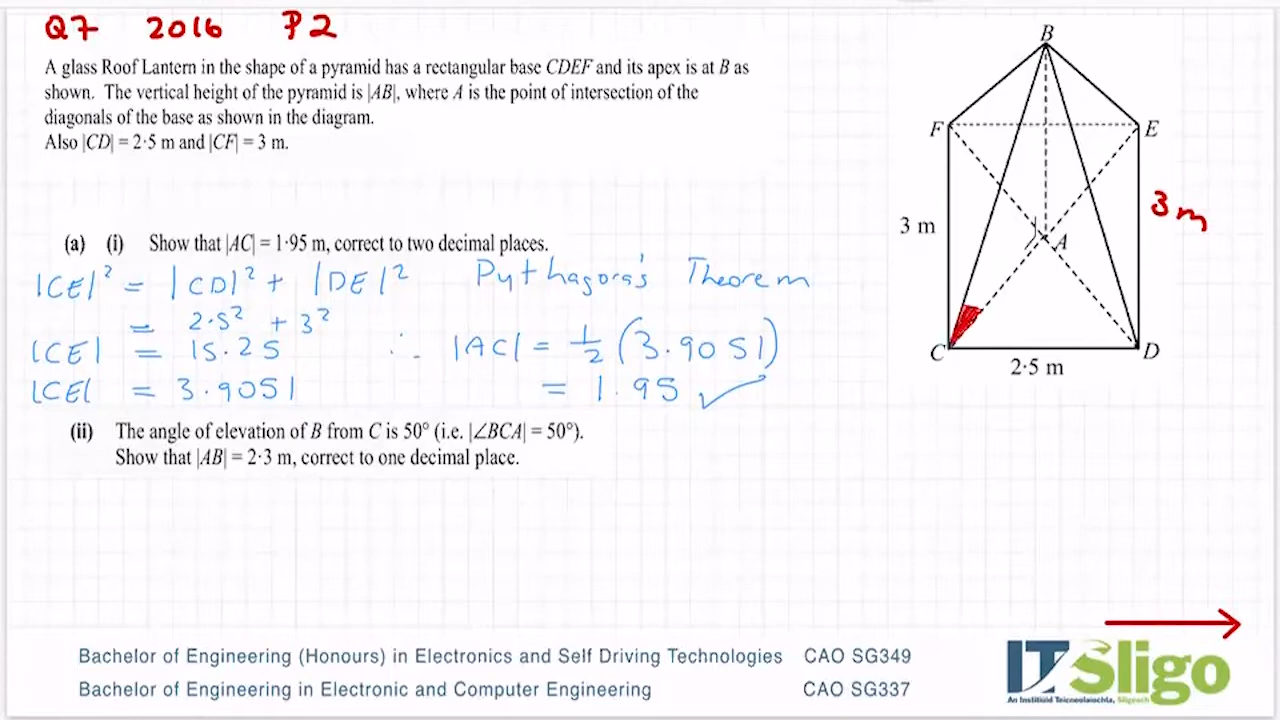 Q7 2016 P2
A glass Roof Lantern in the shape of a pyramid has a rectangular base CDEF and its apex is at B as
shown. The vertical height of the pyramid is |AB|, where A is the point of intersection of the
diagonals of the base as shown in the diagram.
Also |CD| = 2·5 m and |CF| = 3 m.
(a) (i) Show that |AC| = 1·95 m, correct to two decimal places.
|CE|² = |CD|² + |DE|² Pythagora's Theorem
= 2.5² + 3²
|CE| = 15.25 ∴ |AC| = ½ (3.9051)
|CE| = 3.9051 = 1.95 ✓
(ii) The angle of elevation of B from C is 50° (i.e. |∠BCA| = 50°).
Show that |AB| = 2·3 m, correct to one decimal place.
B
F E
3 m
3 m
A
C D
2·5 m
Bachelor of Engineering (Honours) in Electronics and Self Driving Technologies CAO SG349
Bachelor of Engineering in Electronic and Computer Engineering CAO SG337
IT Sligo
An Institiúid Teicneolaíochta, Sligeach